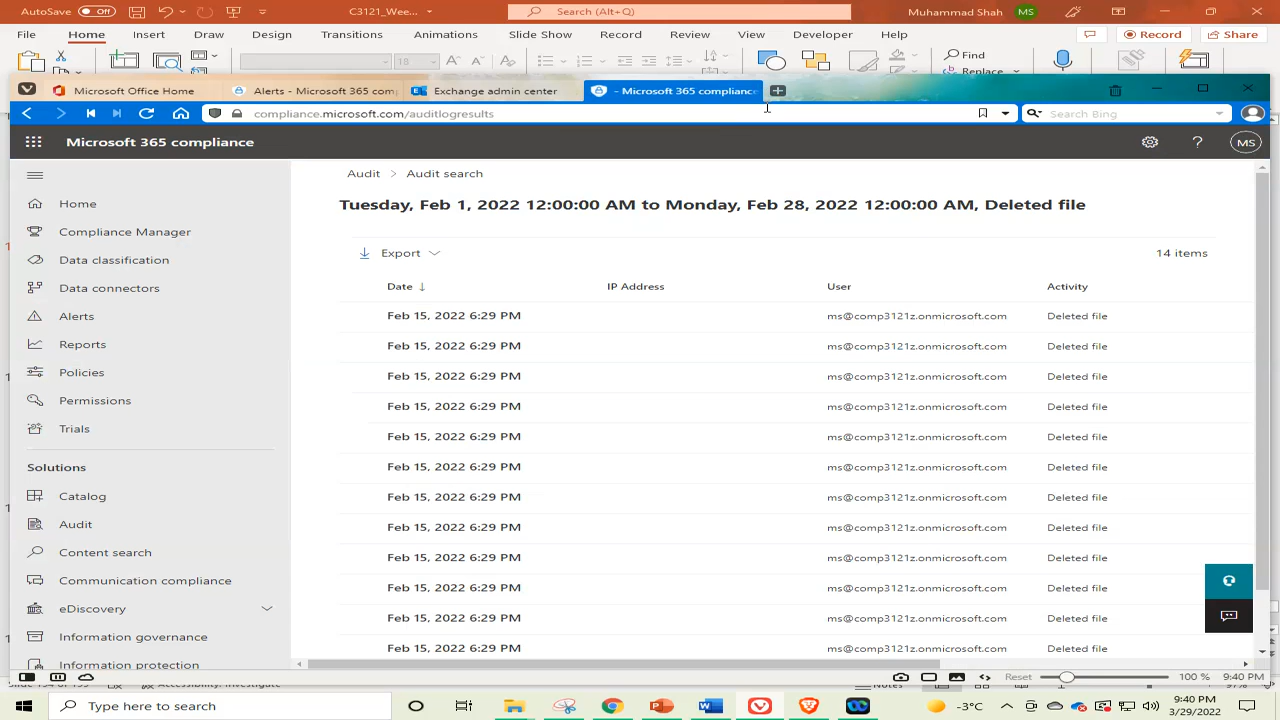 AutoSave Off C3121_Wee... Search (Alt+Q) Muhammad Shah MS
File Home Insert Draw Design Transitions Animations Slide Show Record Review View Developer Help Record Share
18 Find
Replace
Microsoft Office Home Alerts - Microsoft 365 com Exchange admin center ~ Microsoft 365 compliance
compliance.microsoft.com/auditlogresults Search Bing
Microsoft 365 compliance MS
Audit > Audit search
Home
Tuesday, Feb 1, 2022 12:00:00 AM to Monday, Feb 28, 2022 12:00:00 AM, Deleted file
Compliance Manager
Export 14 items
Data classification
Data connectors
Date ↓ IP Address User Activity
Alerts
Feb 15, 2022 6:29 PM ms@comp3121z.onmicrosoft.com Deleted file
Reports
Feb 15, 2022 6:29 PM ms@comp3121z.onmicrosoft.com Deleted file
Policies
Feb 15, 2022 6:29 PM ms@comp3121z.onmicrosoft.com Deleted file
Permissions
Feb 15, 2022 6:29 PM ms@comp3121z.onmicrosoft.com Deleted file
Trials
Feb 15, 2022 6:29 PM ms@comp3121z.onmicrosoft.com Deleted file
Solutions
Feb 15, 2022 6:29 PM ms@comp3121z.onmicrosoft.com Deleted file
Catalog
Feb 15, 2022 6:29 PM ms@comp3121z.onmicrosoft.com Deleted file
Audit
Feb 15, 2022 6:29 PM ms@comp3121z.onmicrosoft.com Deleted file
Content search
Feb 15, 2022 6:29 PM ms@comp3121z.onmicrosoft.com Deleted file
Communication compliance
Feb 15, 2022 6:29 PM ms@comp3121z.onmicrosoft.com Deleted file
eDiscovery
Feb 15, 2022 6:29 PM ms@comp3121z.onmicrosoft.com Deleted file
Information governance
Feb 15, 2022 6:29 PM ms@comp3121z.onmicrosoft.com Deleted file
Information protection
Reset 100 % 9:40 PM
Accessibility: Investigate Notes 97%
Type here to search -3°C 9:40 PM
3/29/2022